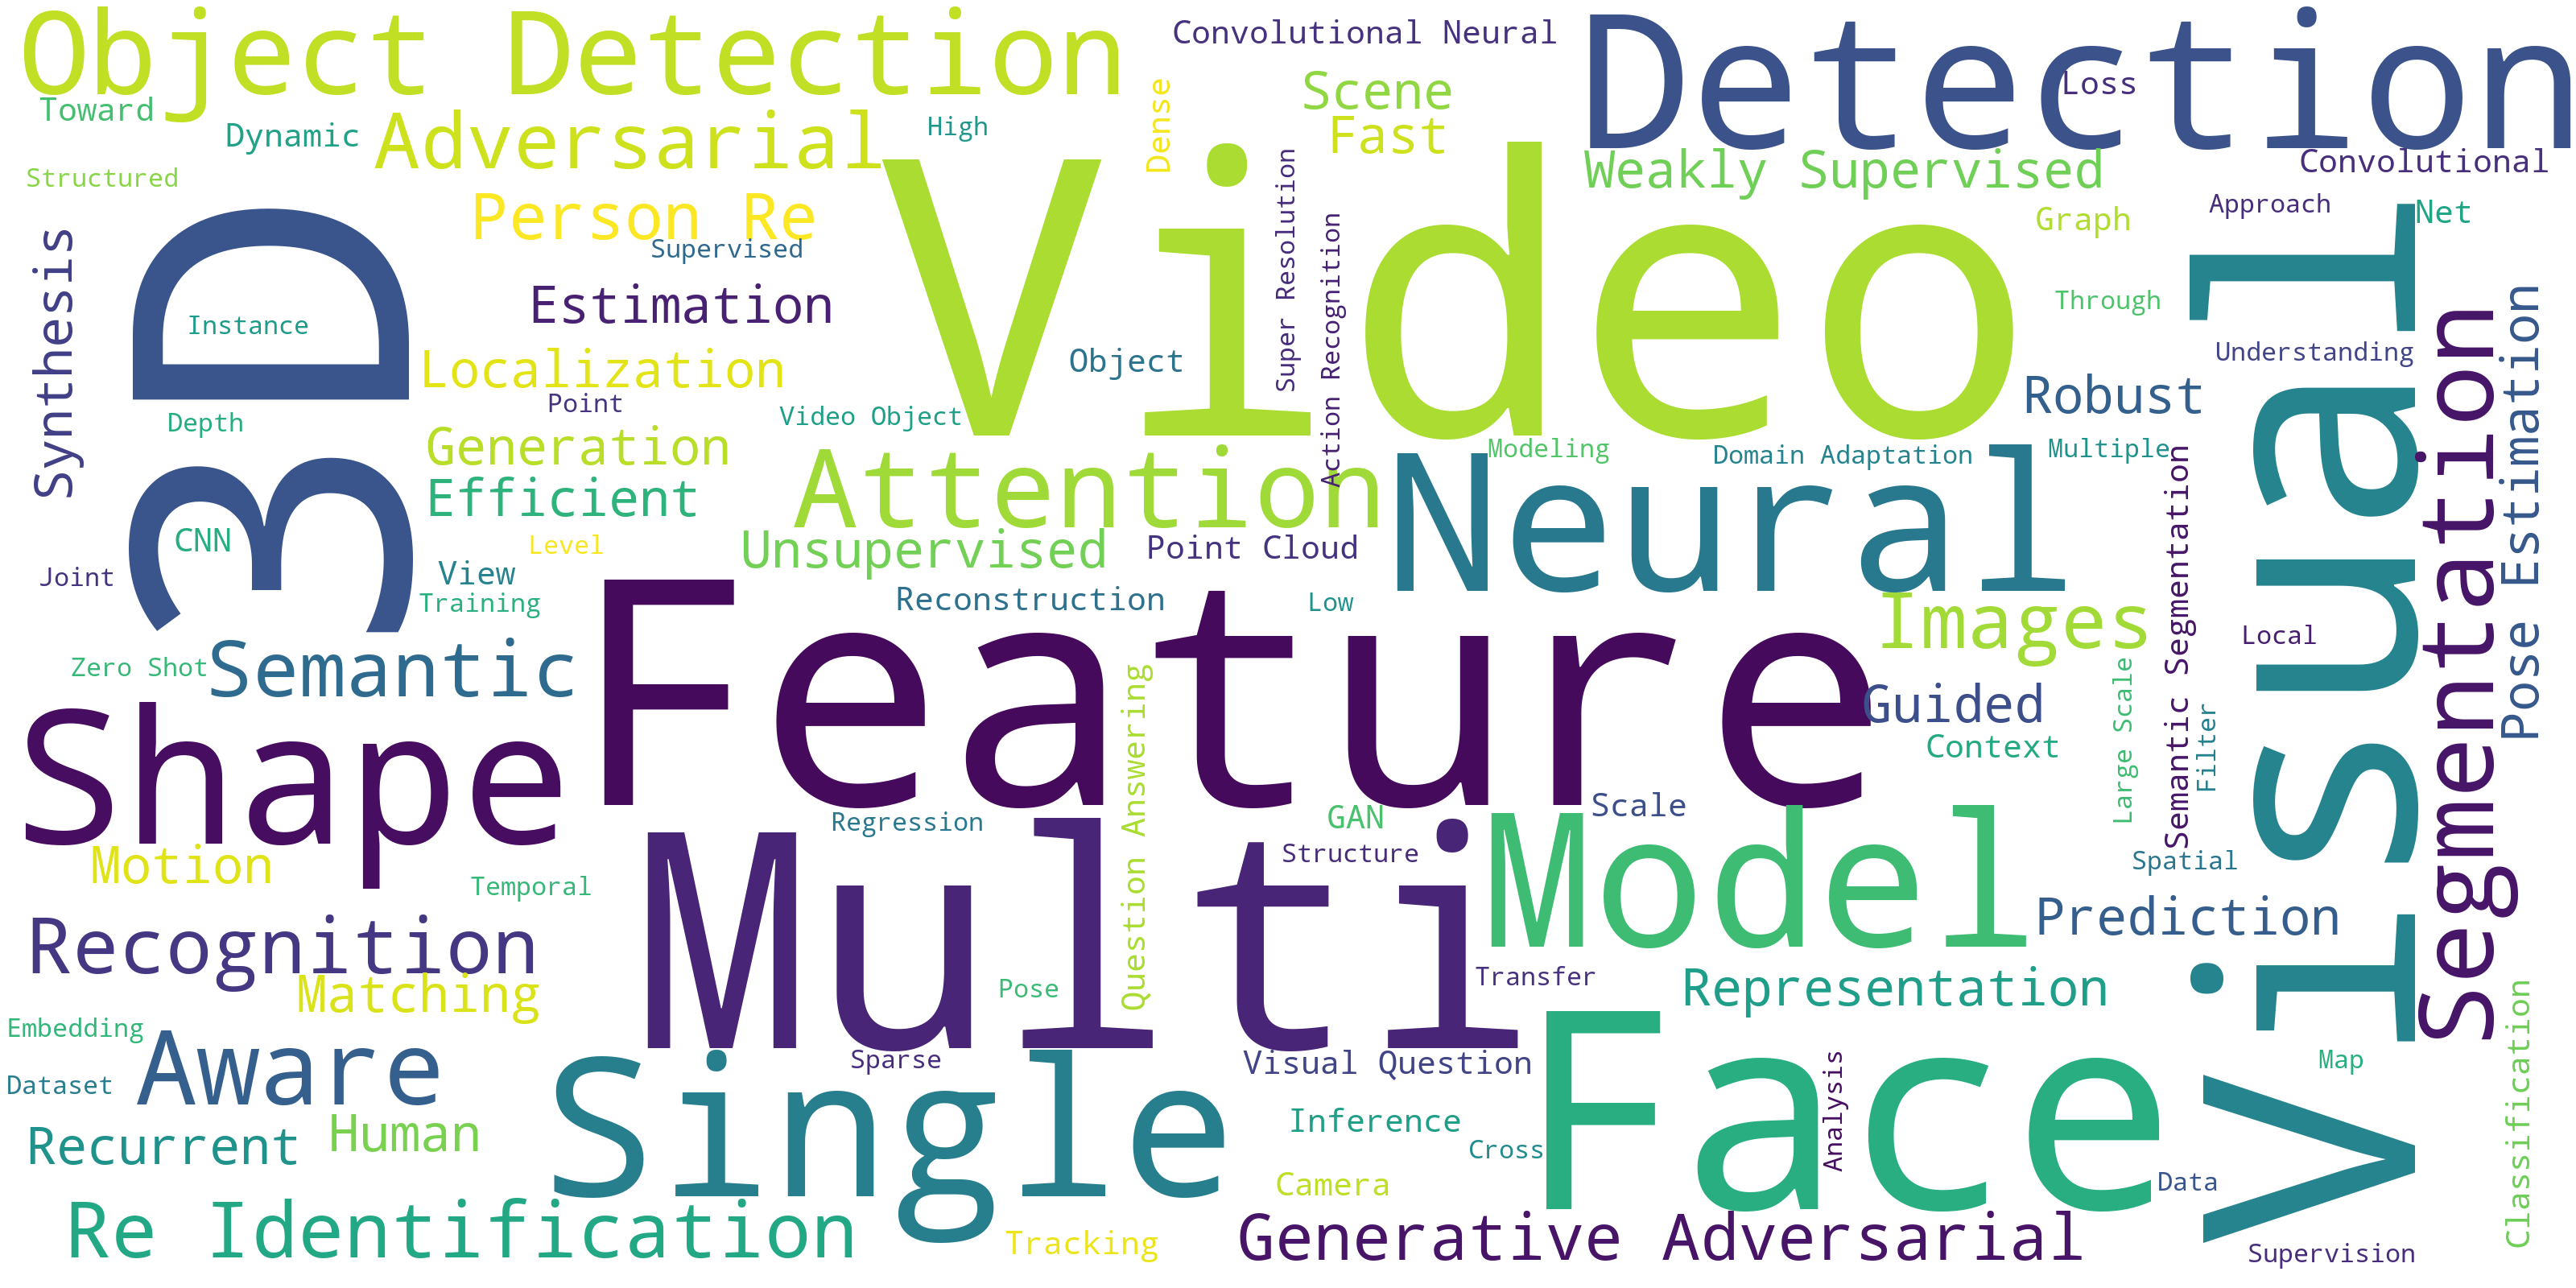 Object Detection
Convolutional Neural
Detection
Toward
Dynamic
Adversarial
High
Dense
Scene
Fast
Loss
Structured
Person Re
Supervised
Video
Weakly Supervised
Convolutional
Approach
Net
Graph
Synthesis
3D
Instance
Estimation
Super Resolution
Action Recognition
Through
Understanding
Visual
Segmentation
Pose Estimation
Localization
Point
Object
Robust
Depth
Video Object
Generation
Efficient
Attention
Modeling
Neural
Domain Adaptation
Multiple
Semantic Segmentation
CNN
Level
Unsupervised
Point Cloud
Joint
View
Training
Reconstruction
Low
Feature
Images
Local
Zero Shot
Semantic
Question Answering
Guided
Context
Large Scale
Filter
Shape
Regression
GAN
Scale
Structure
Multi
Model
Spatial
Motion
Temporal
Prediction
Recognition
Matching
Pose
Transfer
Representation
Embedding
Aware
Sparse
Visual Question
Face
Analysis
Map
Classification
Dataset
Single
Recurrent
Human
Inference
Cross
Camera
Data
Re Identification
Tracking
Generative Adversarial
Supervision